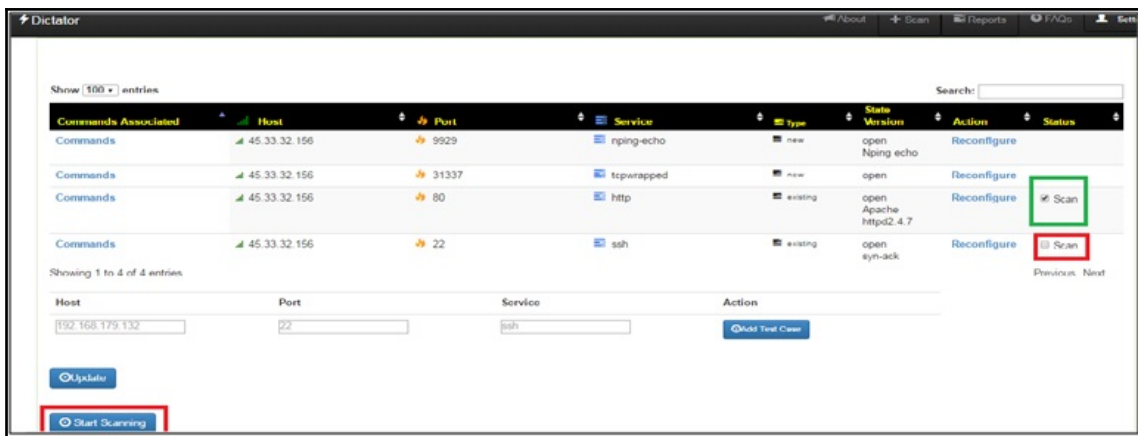 Dictator About Scan Reports FAQs Sett
Show 100 entries Search:
Commands Associated Host Port Service Type State Version Action Status
Commands 45.33.32.156 9929 nping-echo new open Nping echo Reconfigure
Commands 45.33.32.156 31337 tcpwrapped new open Reconfigure
Commands 45.33.32.156 80 http existing open Apache httpd2.4.7 Reconfigure Scan
Commands 45.33.32.156 22 ssh existing open syn-ack Reconfigure Scan
Showing 1 to 4 of 4 entries Previous Next
Host Port Service Action
192.168.179.132 22 ssh Add Test Case
Update
Start Scanning